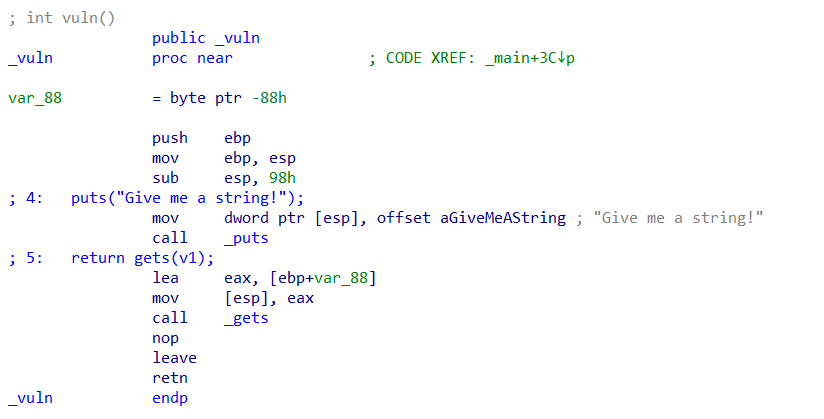 ; int vuln()
public _vuln
_vuln proc near ; CODE XREF: _main+3C↓p
var_88 = byte ptr -88h
push ebp
mov ebp, esp
sub esp, 98h
; 4: puts("Give me a string!");
mov dword ptr [esp], offset aGiveMeAString ; "Give me a string!"
call _puts
; 5: return gets(v1);
lea eax, [ebp+var_88]
mov [esp], eax
call _gets
nop
leave
retn
_vuln endp